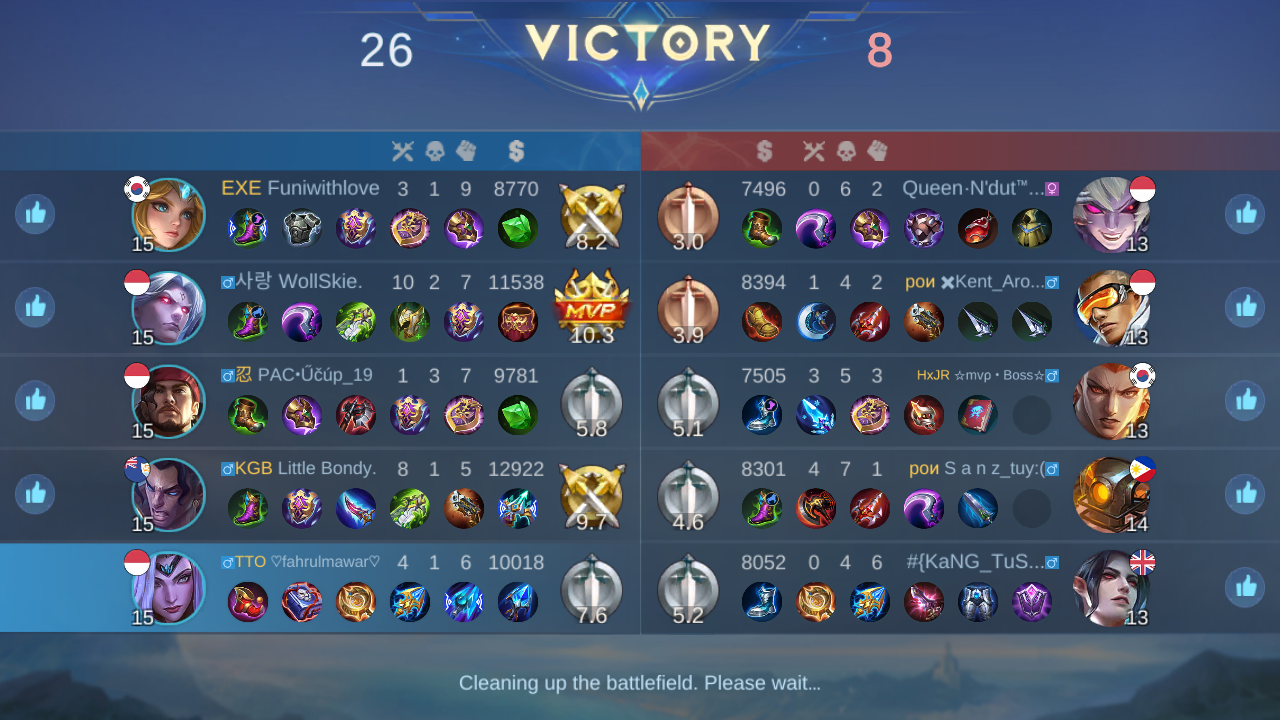 26 VICTORY 8
EXE Funiwithlove 3 1 9 8770
15 8.2
7496 0 6 2 Queen·N'dut™...
3.0 13
사랑 WollSkie. 10 2 7 11538
MVP
15 10.3
8394 1 4 2 рои ✖Kent_Aro...
3.9 13
忍 PAC•Űčúp_19 1 3 7 9781
15 5.8
7505 3 5 3 HxJR ☆mvρ • Boss☆
5.1 13
KGB Little Bondy. 8 1 5 12922
15 9.7
8301 4 7 1 рои S a n z_tuy:(
4.6 14
TTO ♡fahrulmawar♡ 4 1 6 10018
15 7.6
8052 0 4 6 #{KaNG_TuS...
5.2 13
Cleaning up the battlefield. Please wait...